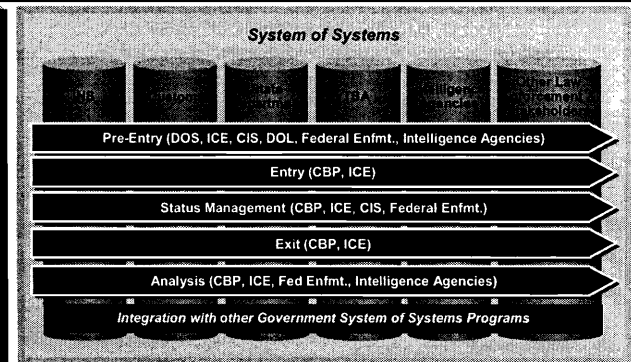 System of Systems
TSA
Pre-Entry (DOS, ICE, CIS, DOL, Federal Enfmt., Intelligence Agencies)
Entry (CBP, ICE)
Status Management (CBP, ICE, CIS, Federal Enfmt.)
Exit (CBP, ICE)
Analysis (CBP, ICE, Fed Enfmt., Intelligence Agencies)
Integration with other Government System of Systems Programs